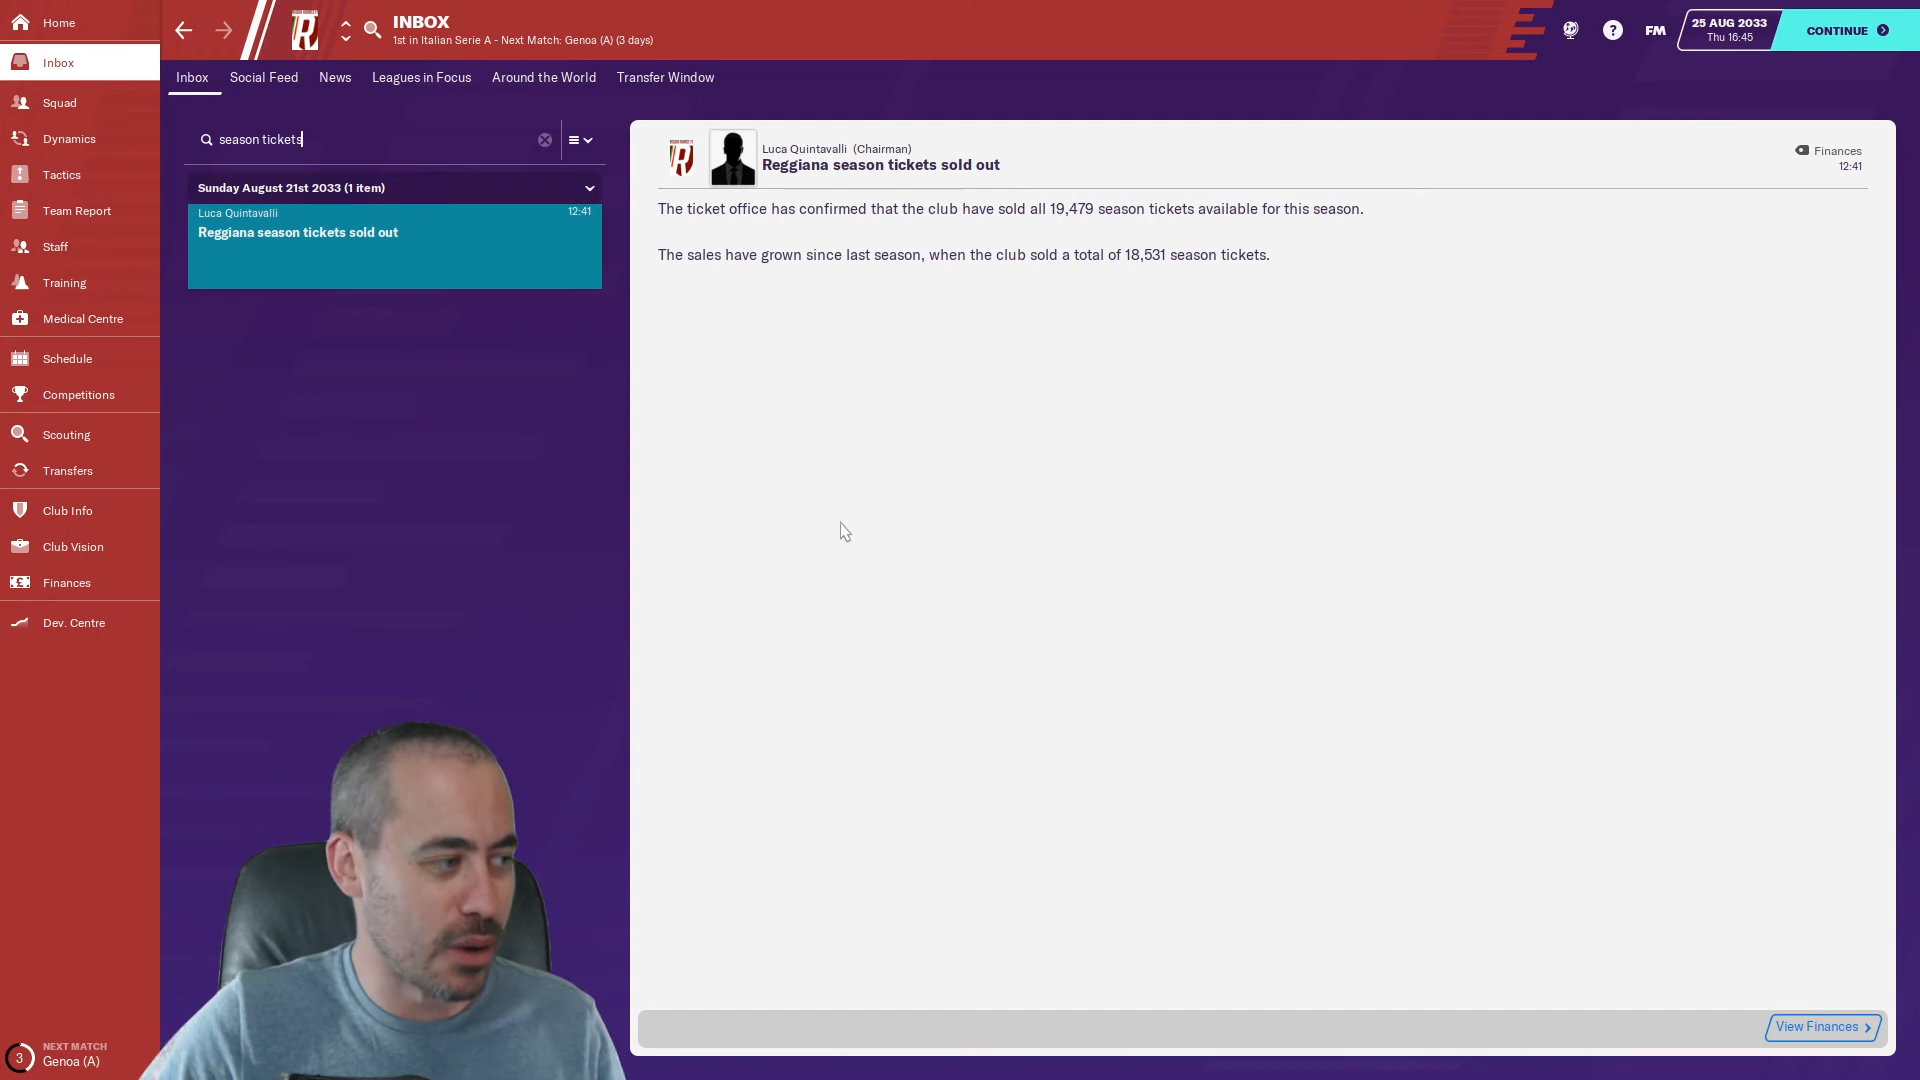 Home
Inbox
Squad
Dynamics
Tactics
Team Report
Staff
Training
Medical Centre
Schedule
Competitions
Scouting
Transfers
Club Info
Club Vision
Finances
Dev. Centre
3
NEXT MATCH
Genoa (A)
R
INBOX
1st in Italian Serie A - Next Match: Genoa (A) (3 days)
?
FM
25 AUG 2033
Thu 16:45
CONTINUE
Inbox
Social Feed
News
Leagues in Focus
Around the World
Transfer Window
season tickets
Sunday August 21st 2033 (1 item)
Luca Quintavalli
12:41
Reggiana season tickets sold out
R
Luca Quintavalli (Chairman)
Reggiana season tickets sold out
Finances
12:41
The ticket office has confirmed that the club have sold all 19,479 season tickets available for this season.
The sales have grown since last season, when the club sold a total of 18,531 season tickets.
View Finances